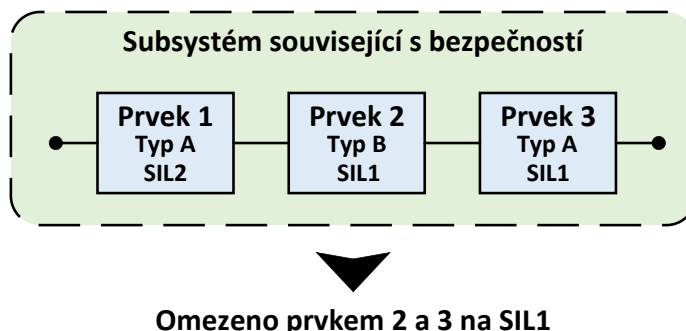 Subsystém související s bezpečností
Prvek 1
Typ A
SIL2
Prvek 2
Typ B
SIL1
Prvek 3
Typ A
SIL1
Omezeno prvkem 2 a 3 na SIL1